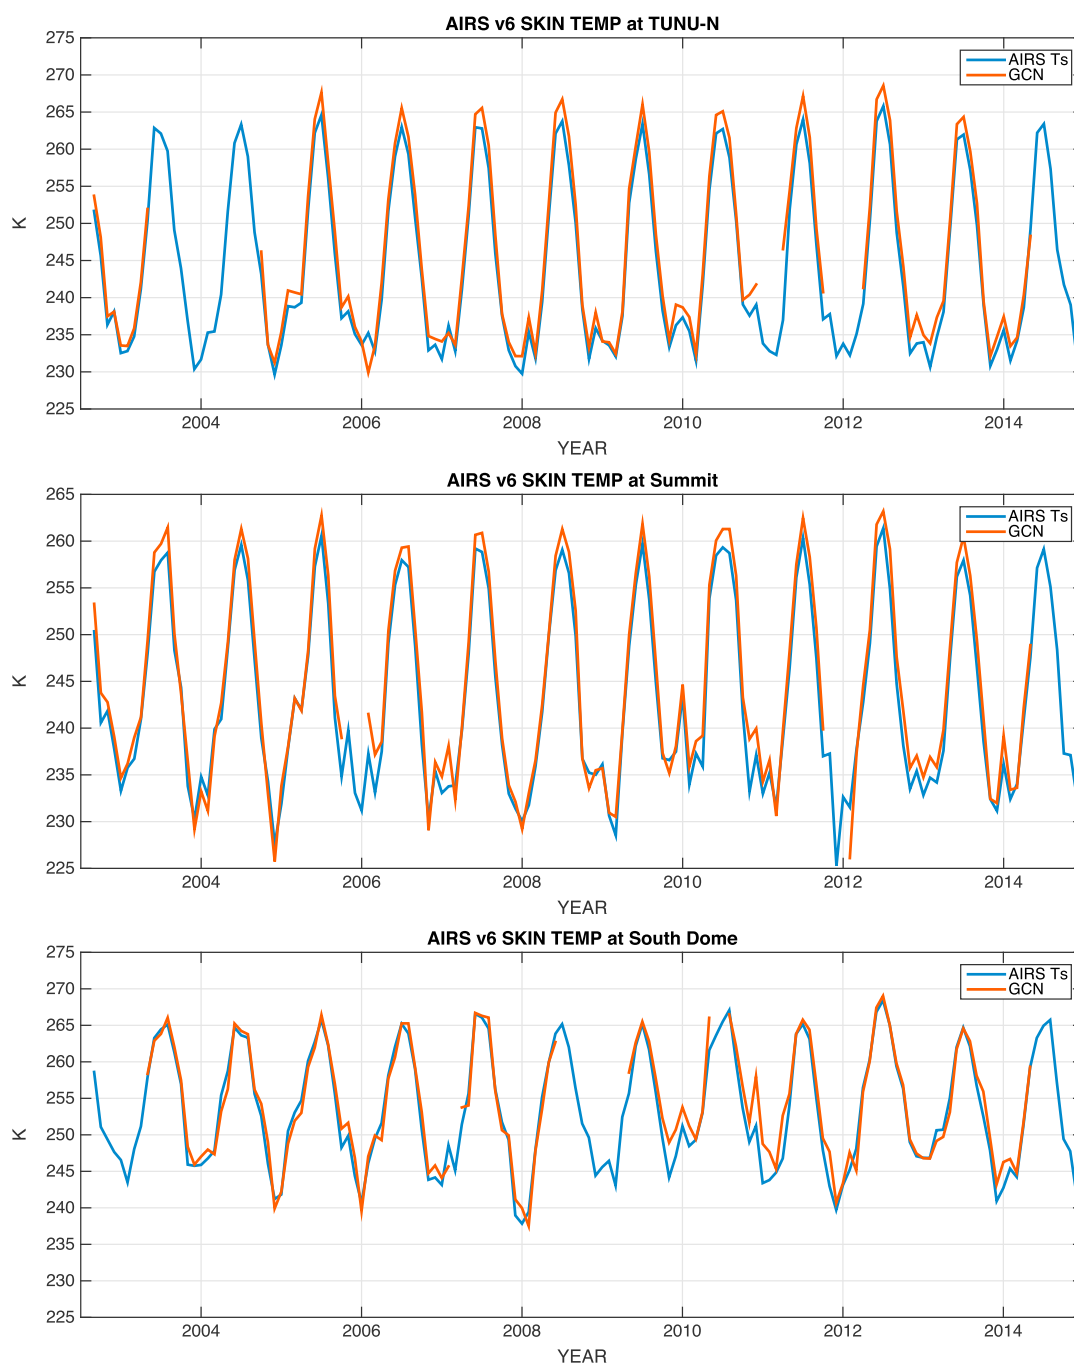 AIRS v6 SKIN TEMP at TUNU-N
275
270
265
260
255
250
245
240
235
230
225
K
AIRS Ts
GCN
2004 2006 2008 2010 2012 2014
YEAR
AIRS v6 SKIN TEMP at Summit
265
260
255
250
245
240
235
230
225
K
AIRS Ts
GCN
2004 2006 2008 2010 2012 2014
YEAR
AIRS v6 SKIN TEMP at South Dome
275
270
265
260
255
250
245
240
235
230
225
K
AIRS Ts
GCN
2004 2006 2008 2010 2012 2014
YEAR